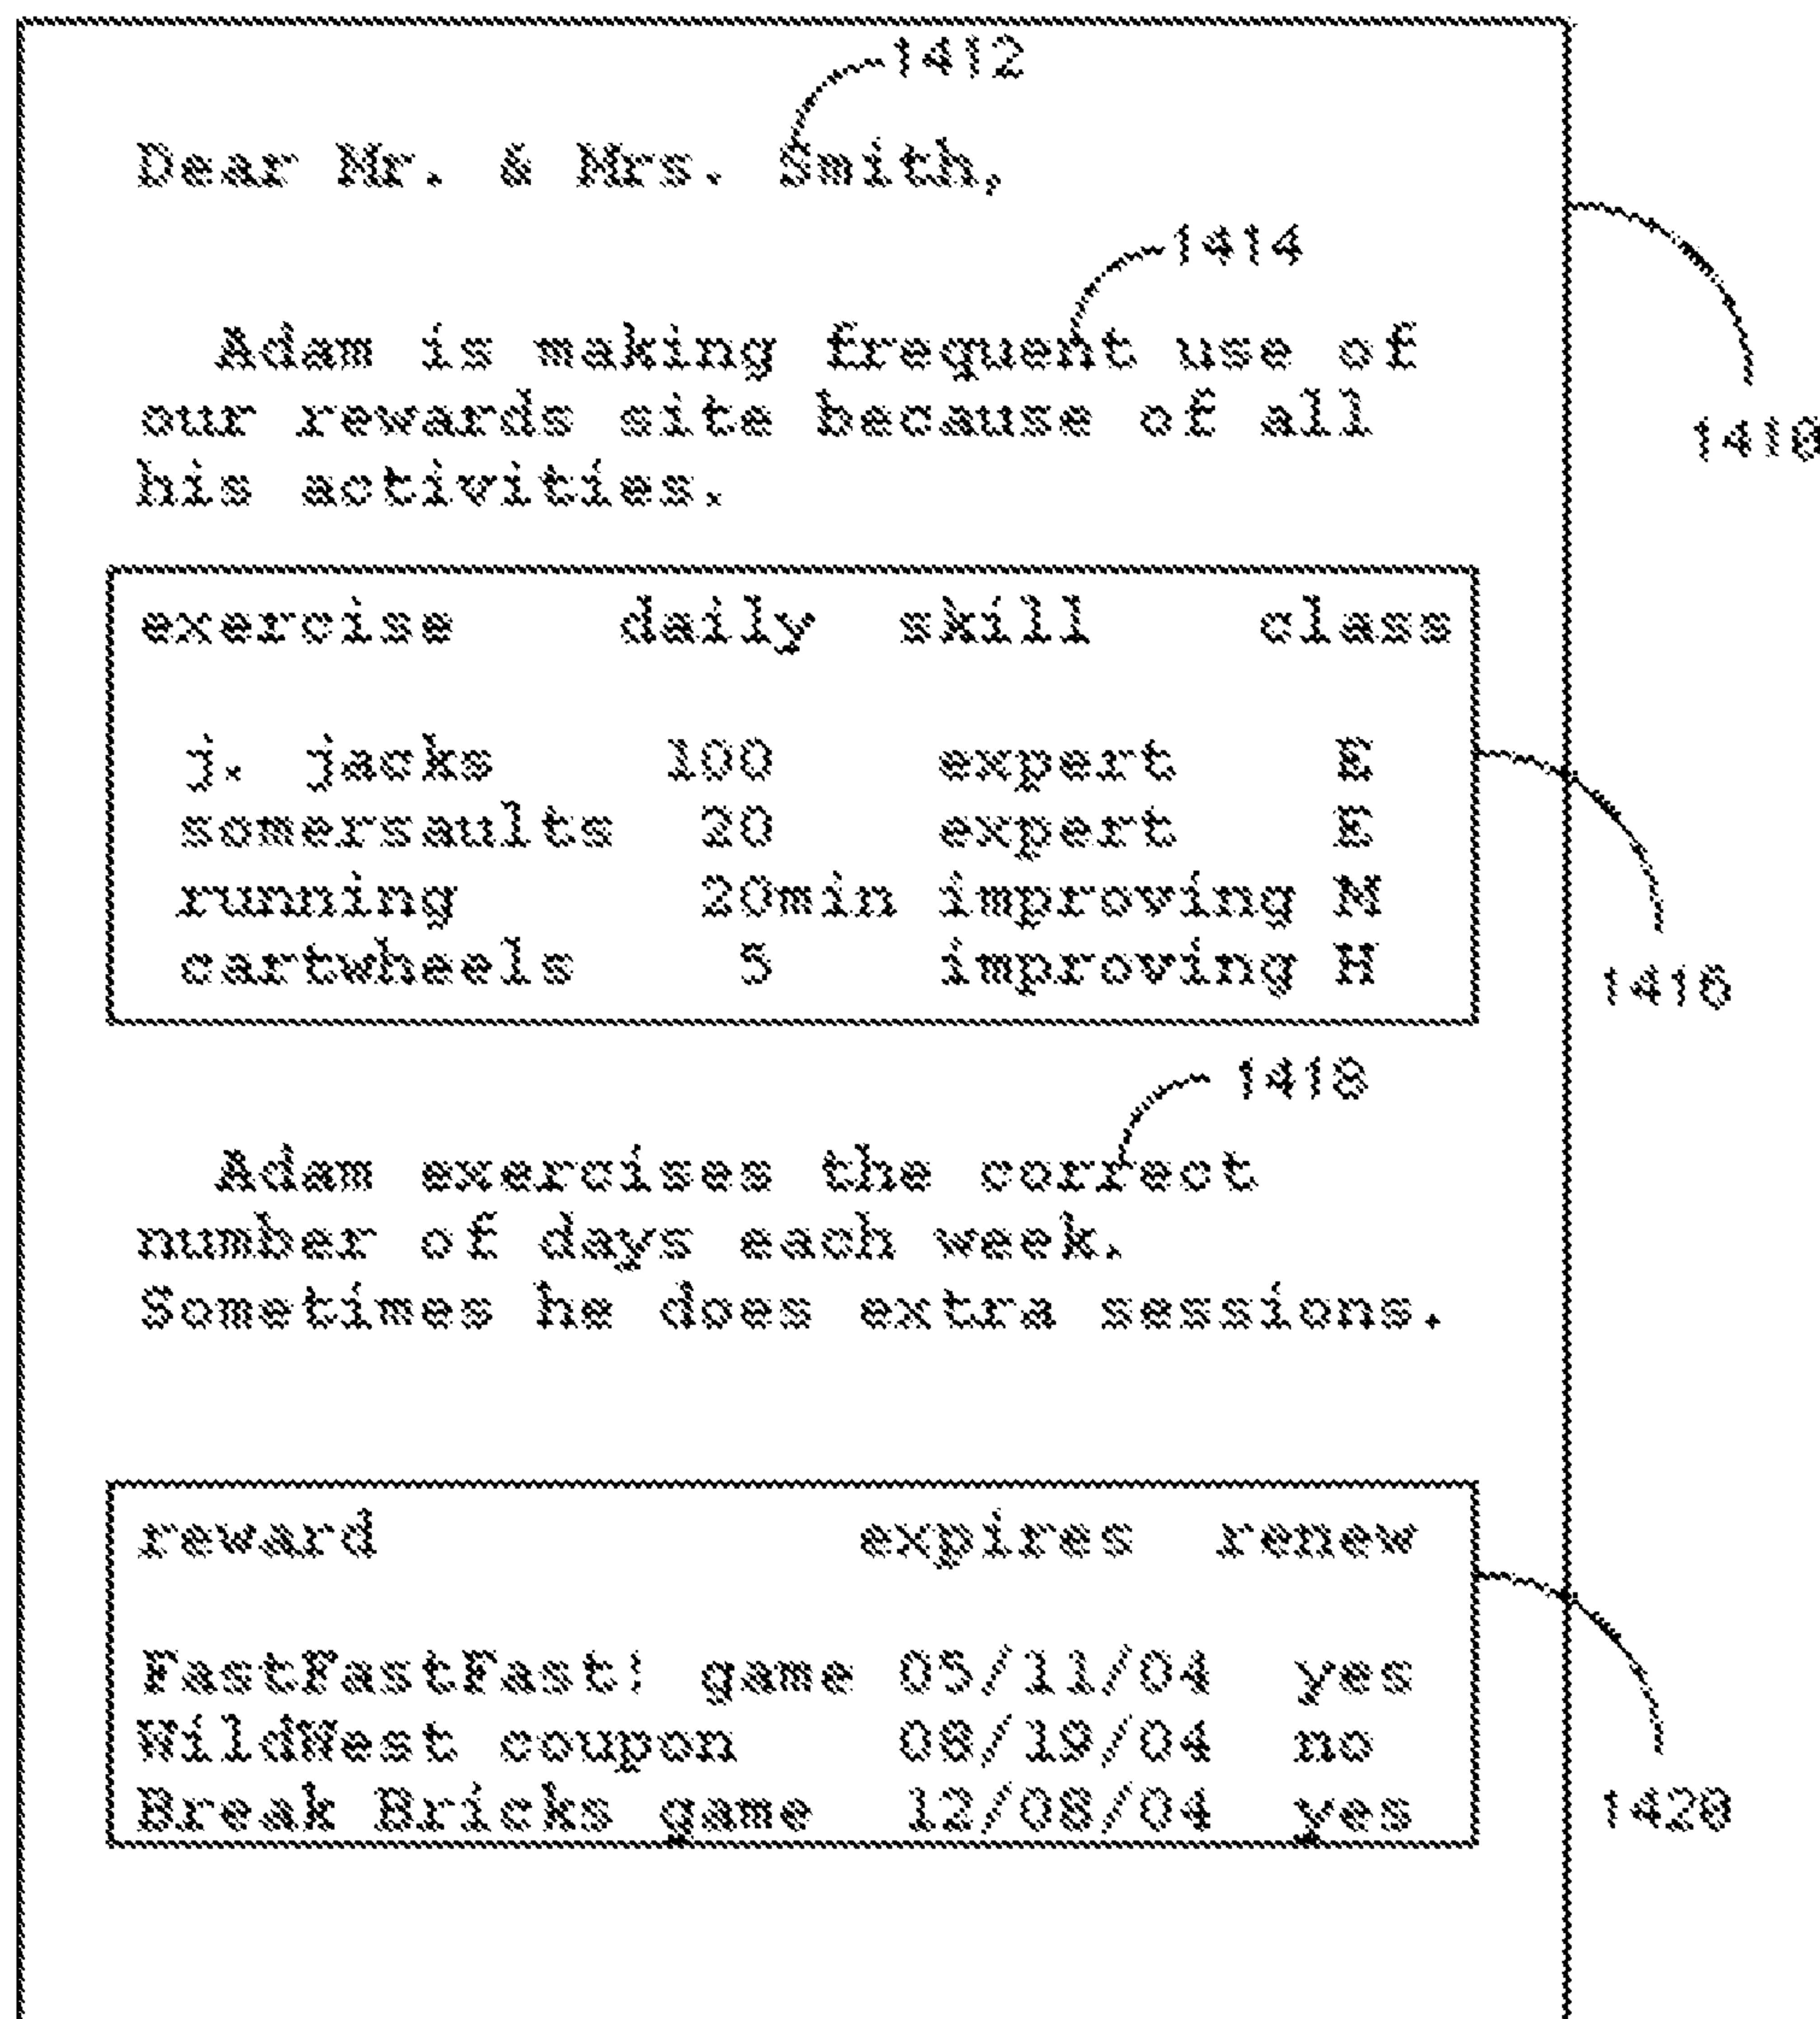 1412
Dear Mr. & Mrs. Smith,
1414
Adam is making frequent use of
our rewards site because of all
his activities.
1410
exercise daily skill class
j. jacks 100 expert E
somersaults 20 expert E
running 20min improving M
cartwheels 5 improving H
1416
1418
Adam exercises the correct
number of days each week.
Sometimes he does extra sessions.
reward expires renew
FastFastFast! game 05/11/04 yes
WildWest coupon 08/19/04 no
Break Bricks game 12/08/04 yes
1420